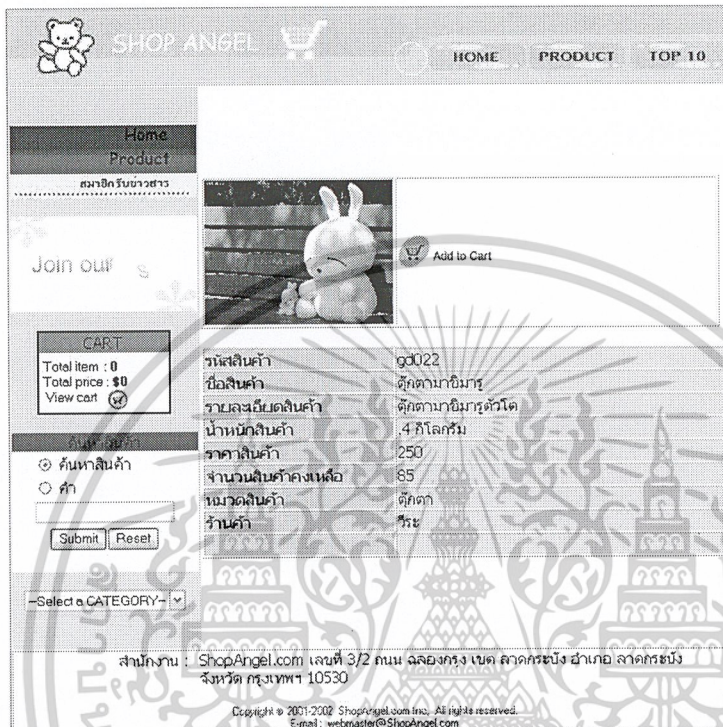 SHOP ANGEL
HOME PRODUCT TOP 10
Home
Product
สมาชิกรับข่าวสาร
Join our s
Add to Cart
CART
Total item : 0
Total price : $0
View cart
ค้นหาสินค้า
ค้นหาสินค้า
คำ
Submit Reset
--Select a CATEGORY--
รหัสสินค้า gd022
ชื่อสินค้า ตุ๊กตามาชิมารู
รายละเอียดสินค้า ตุ๊กตามาชิมารูตัวโต
น้ำหนักสินค้า .4 กิโลกรัม
ราคาสินค้า 250
จำนวนสินค้าคงเหลือ 85
หมวดสินค้า ตุ๊กตา
ร้านค้า วีระ
สำนักงาน : ShopAngel.com เลขที่ 3/2 ถนน ฉลองกรุง เขต ลาดกระบัง อำเภอ ลาดกระบัง
จังหวัด กรุงเทพฯ 10530
Copyright © 2001-2002 ShopAngel.com Inc, All rights reserved.
E-mail : webmaster@ShopAngel.com